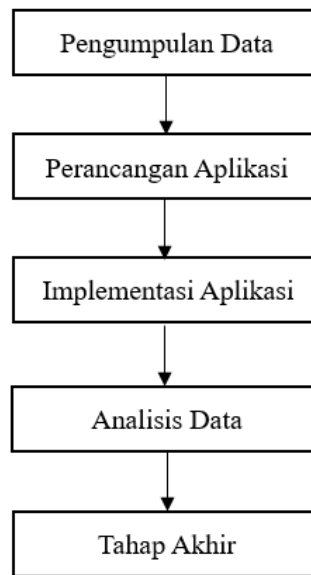 Pengumpulan Data
Perancangan Aplikasi
Implementasi Aplikasi
Analisis Data
Tahap Akhir